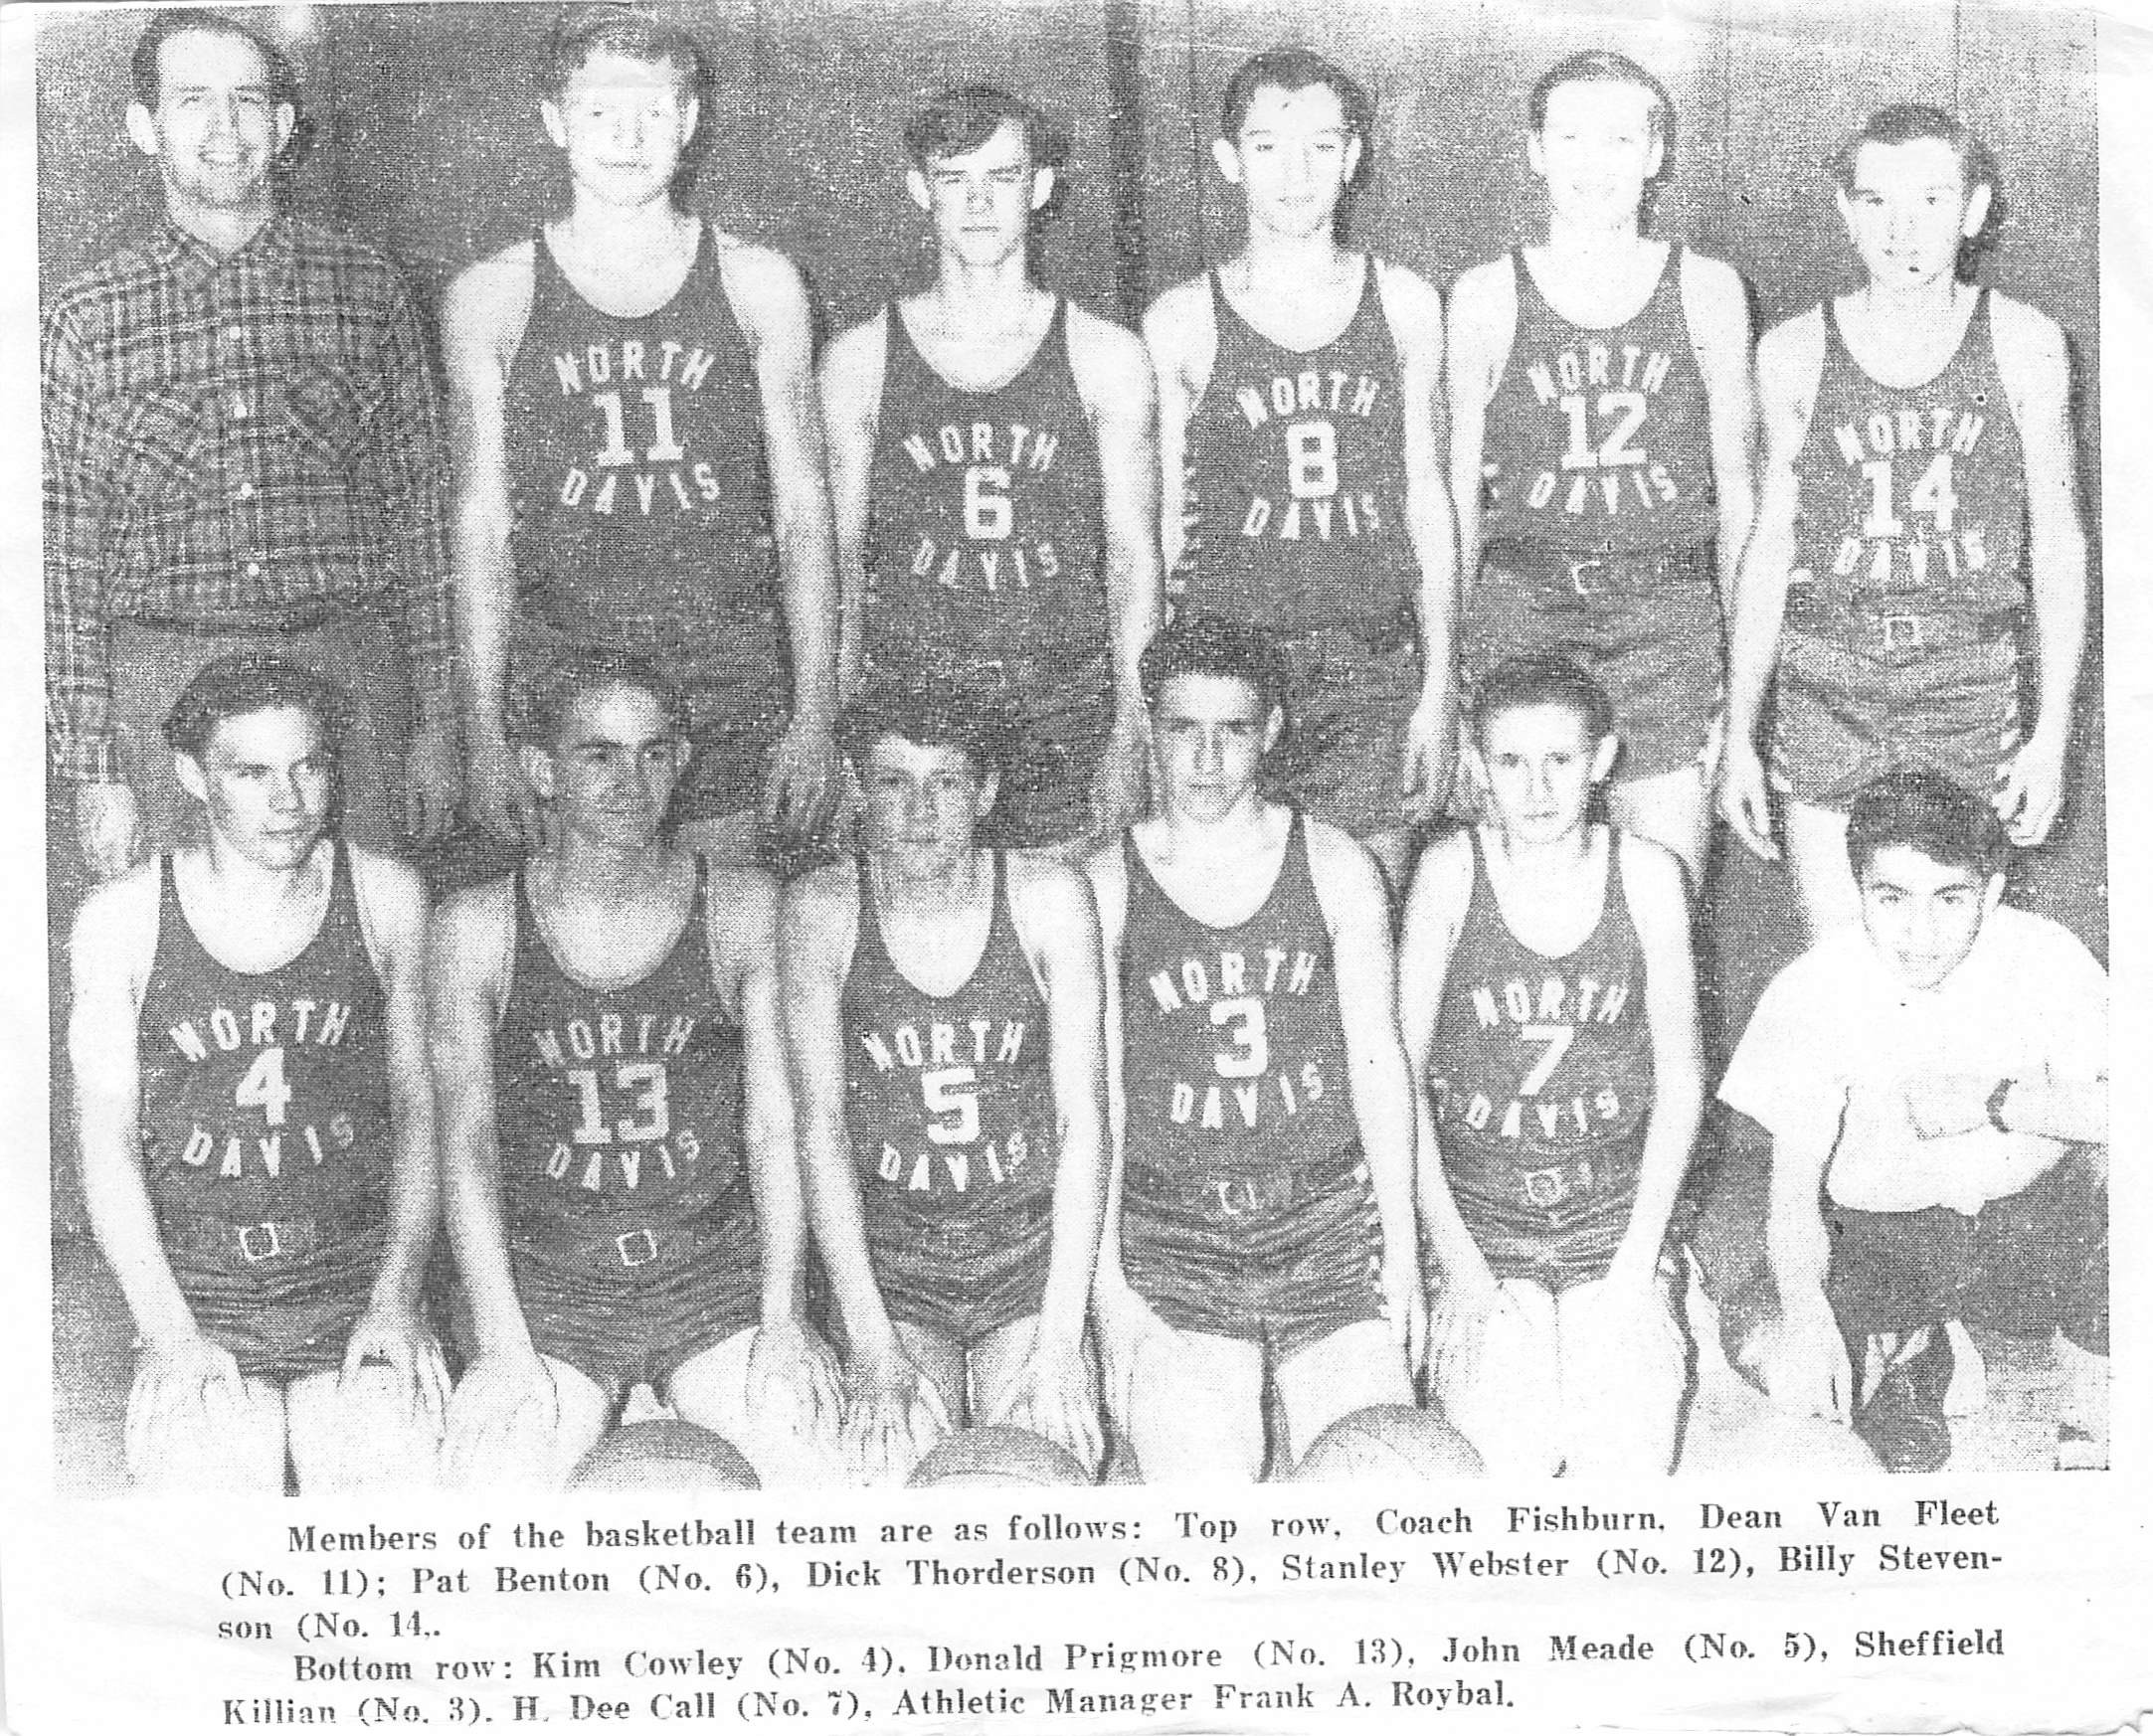 NORTH
11
DAVIS
NORTH
6
DAVIS
NORTH
8
DAVIS
NORTH
12
DAVIS
NORTH
14
DAVIS
NORTH
4
DAVIS
NORTH
13
DAVIS
NORTH
5
DAVIS
NORTH
3
DAVIS
NORTH
7
DAVIS
Members of the basketball team are as follows: Top row, Coach Fishburn, Dean Van Fleet
(No. 11); Pat Benton (No. 6), Dick Thorderson (No. 8), Stanley Webster (No. 12), Billy Steven-
son (No. 14,.
Bottom row: Kim Cowley (No. 4), Donald Prigmore (No. 13), John Meade (No. 5), Sheffield
Killian (No. 3). H. Dee Call (No. 7), Athletic Manager Frank A. Roybal.